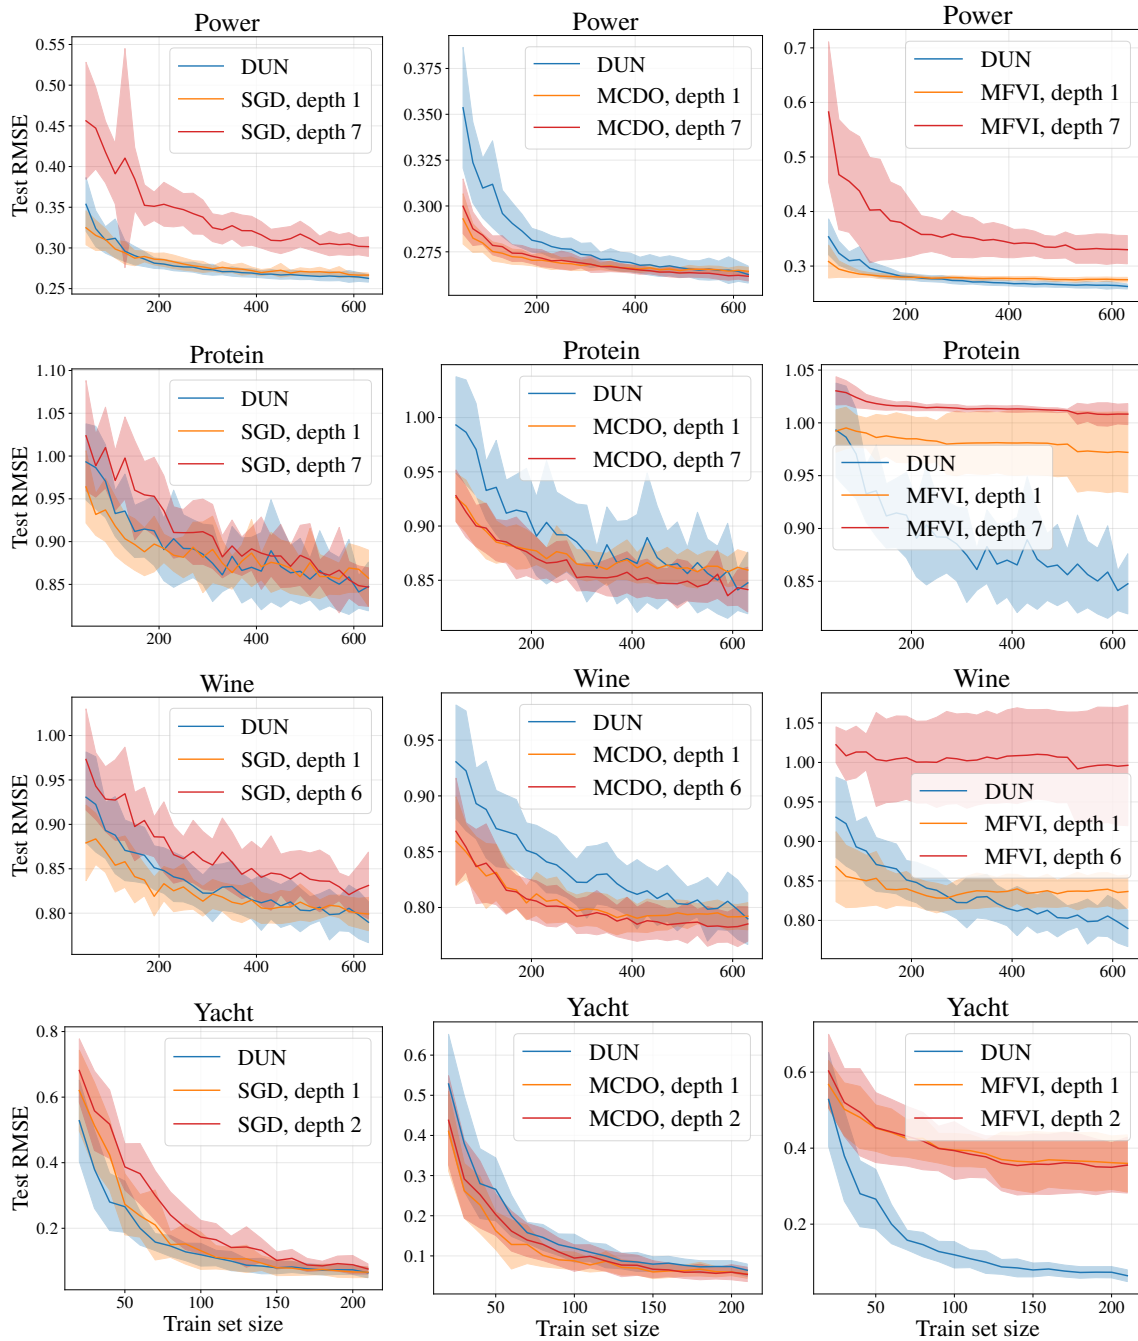 Power
Test RMSE
0.55
0.50
0.45
0.40
0.35
0.30
0.25
200
400
600
DUN
SGD, depth 1
SGD, depth 7
Power
0.375
0.350
0.325
0.300
0.275
200
400
600
DUN
MCDO, depth 1
MCDO, depth 7
Power
0.7
0.6
0.5
0.4
0.3
200
400
600
DUN
MFVI, depth 1
MFVI, depth 7
Protein
Test RMSE
1.10
1.05
1.00
0.95
0.90
0.85
200
400
600
DUN
SGD, depth 1
SGD, depth 7
Protein
1.00
0.95
0.90
0.85
200
400
600
DUN
MCDO, depth 1
MCDO, depth 7
Protein
1.05
1.00
0.95
0.90
0.85
200
400
600
DUN
MFVI, depth 1
MFVI, depth 7
Wine
Test RMSE
1.00
0.95
0.90
0.85
0.80
200
400
600
DUN
SGD, depth 1
SGD, depth 6
Wine
0.95
0.90
0.85
0.80
200
400
600
DUN
MCDO, depth 1
MCDO, depth 6
Wine
1.05
1.00
0.95
0.90
0.85
0.80
200
400
600
DUN
MFVI, depth 1
MFVI, depth 6
Yacht
Test RMSE
0.8
0.6
0.4
0.2
50
100
150
200
Train set size
DUN
SGD, depth 1
SGD, depth 2
Yacht
0.6
0.5
0.4
0.3
0.2
0.1
50
100
150
200
Train set size
DUN
MCDO, depth 1
MCDO, depth 2
Yacht
0.6
0.4
0.2
50
100
150
200
Train set size
DUN
MFVI, depth 1
MFVI, depth 2